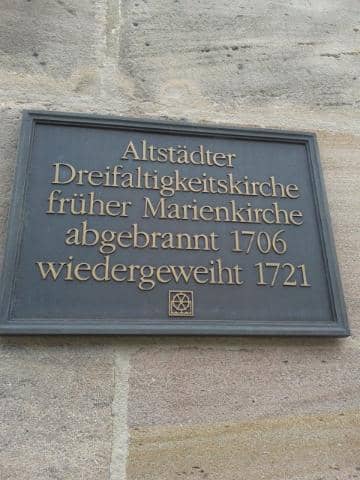 Altstädter
Dreifaltigkeitskirche
früher Marienkirche
abgebrannt 1706
wiedergeweiht 1721